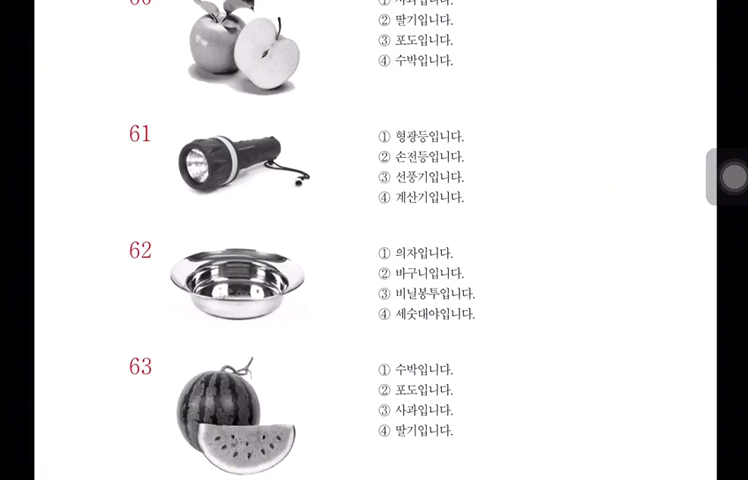 ② 딸기입니다.
③ 포도입니다.
④ 수박입니다.
61
① 형광등입니다.
② 손전등입니다.
③ 선풍기입니다.
④ 계산기입니다.
62
① 의자입니다.
② 바구니입니다.
③ 비닐봉투입니다.
④ 세숫대야입니다.
63
① 수박입니다.
② 포도입니다.
③ 사과입니다.
④ 딸기입니다.